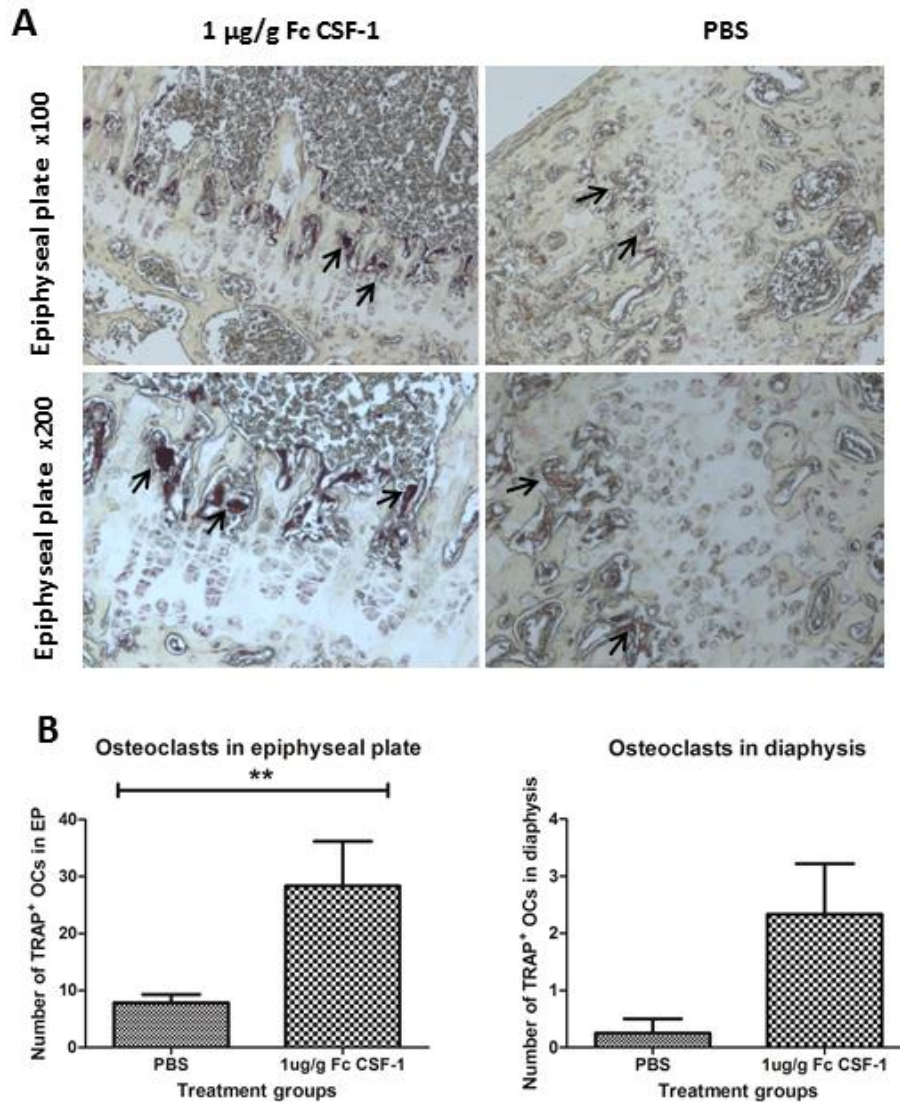 A
1 μg/g Fc CSF-1
PBS
Epiphyseal plate x100
Epiphyseal plate x200
B
Osteoclasts in epiphyseal plate
**
Number of TRAP⁺ OCs in EP
40
30
20
10
0
PBS
1ug/g Fc CSF-1
Treatment groups
Osteoclasts in diaphysis
Number of TRAP⁺ OCs in diaphysis
4
3
2
1
0
PBS
1ug/g Fc CSF-1
Treatment groups